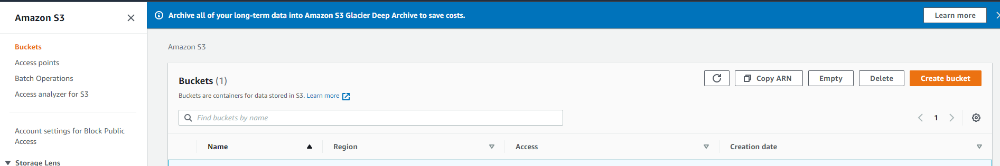 Amazon S3
Archive all of your long-term data into Amazon S3 Glacier Deep Archive to save costs.
Learn more
Buckets
Access points
Batch Operations
Access analyzer for S3
Account settings for Block Public
Access
Storage Lens
Amazon S3
Buckets (1)
Copy ARN
Empty
Delete
Create bucket
Buckets are containers for data stored in S3. Learn more
Find buckets by name
1
Name
Region
Access
Creation date